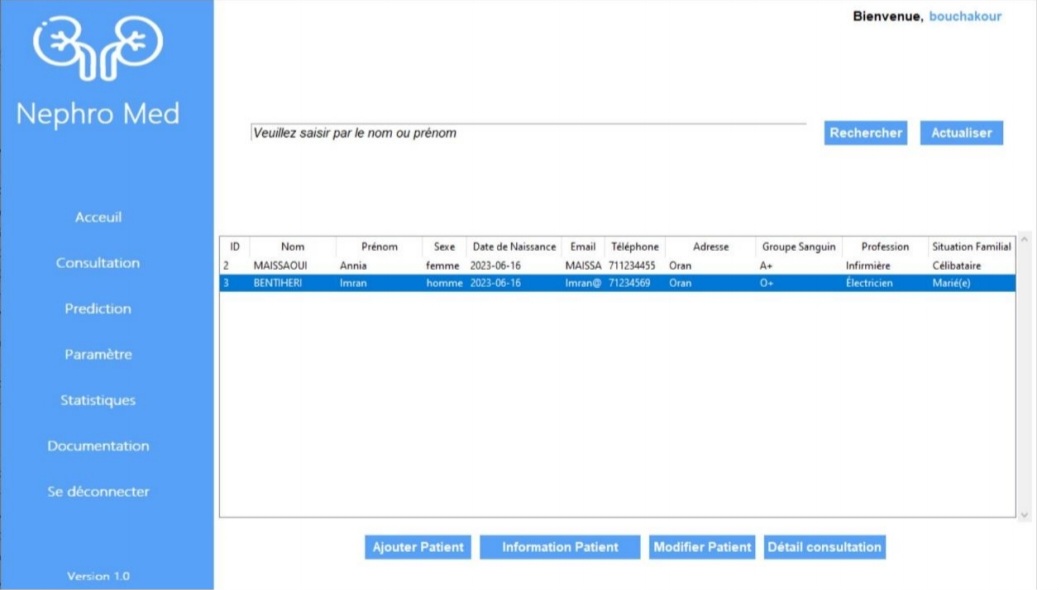 Bienvenue, bouchakour
Nephro Med
Veuillez saisir par le nom ou prénom
Rechercher
Actualiser
Acceuil
Consultation
Prediction
Paramètre
Statistiques
Documentation
Se déconnecter
Version 1.0
ID Nom Prénom Sexe Date de Naissance Email Téléphone Adresse Groupe Sanguin Profession Situation Familial
2 MAISSAOUI Annia femme 2023-06-16 MAISSA 711234455 Oran A+ Infirmière Célibataire
3 BENTIHERI Imran homme 2023-06-16 Imran@ 71234569 Oran O+ Électricien Marié(e)
Ajouter Patient
Information Patient
Modifier Patient
Détail consultation